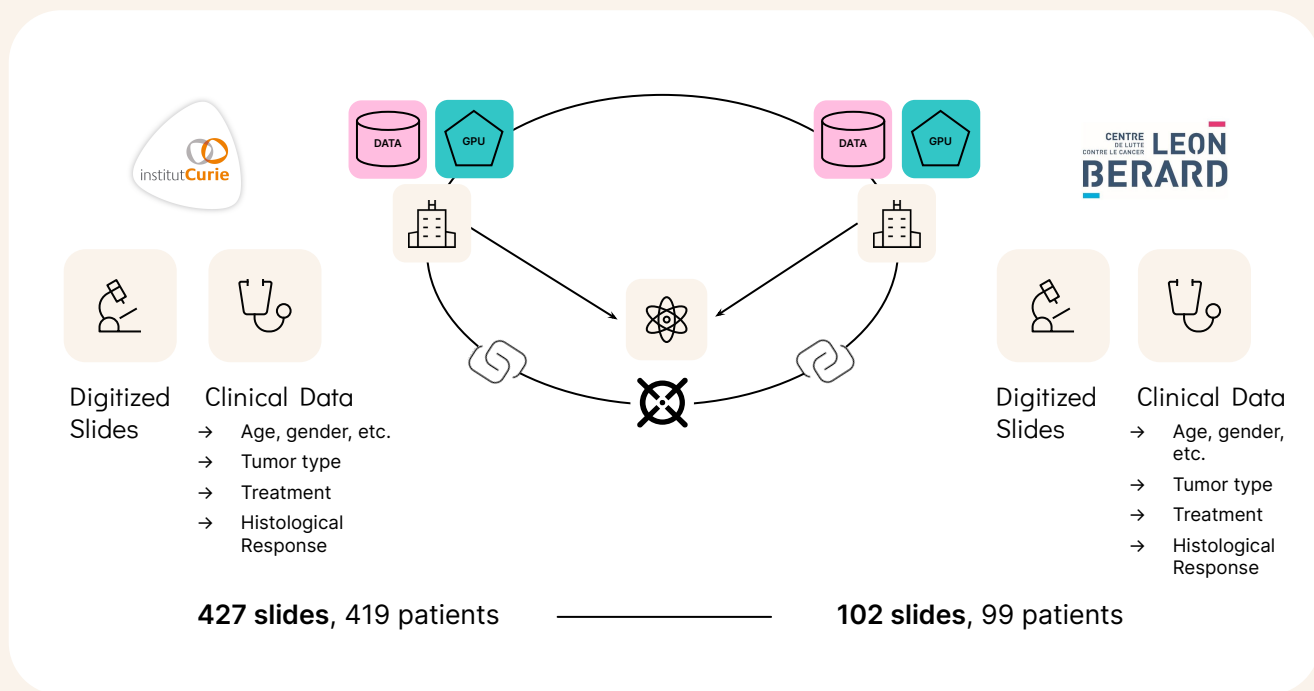 institutCurie
DATA
GPU
H
DATA
GPU
H
CENTRE
DE LUTTE
CONTRE LE CANCER
LEON
BERARD
Digitized
Slides
Clinical Data
→ Age, gender, etc.
→ Tumor type
→ Treatment
→ Histological
Response
Digitized
Slides
Clinical Data
→ Age, gender,
etc.
→ Tumor type
→ Treatment
→ Histological
Response
427 slides, 419 patients
102 slides, 99 patients